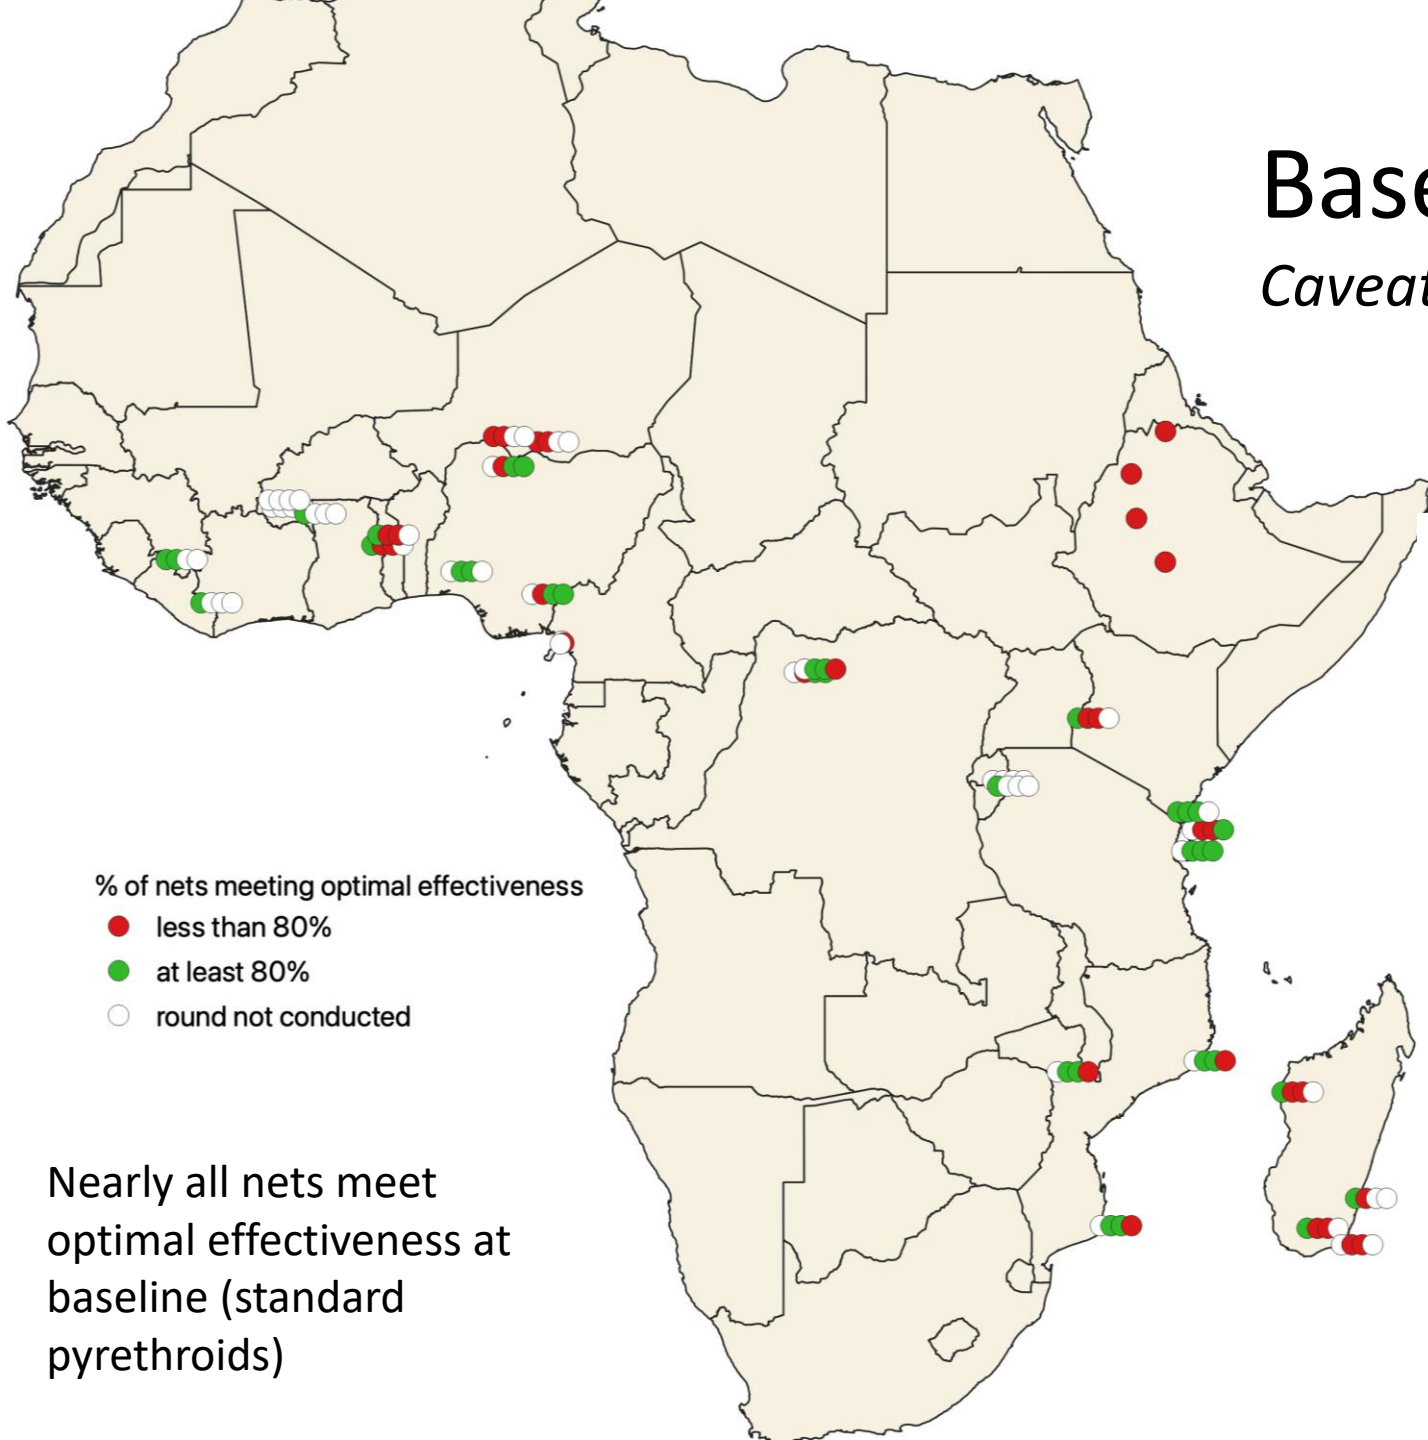 Base
Caveat
% of nets meeting optimal effectiveness
less than 80%
at least 80%
round not conducted
Nearly all nets meet
optimal effectiveness at
baseline (standard
pyrethroids)